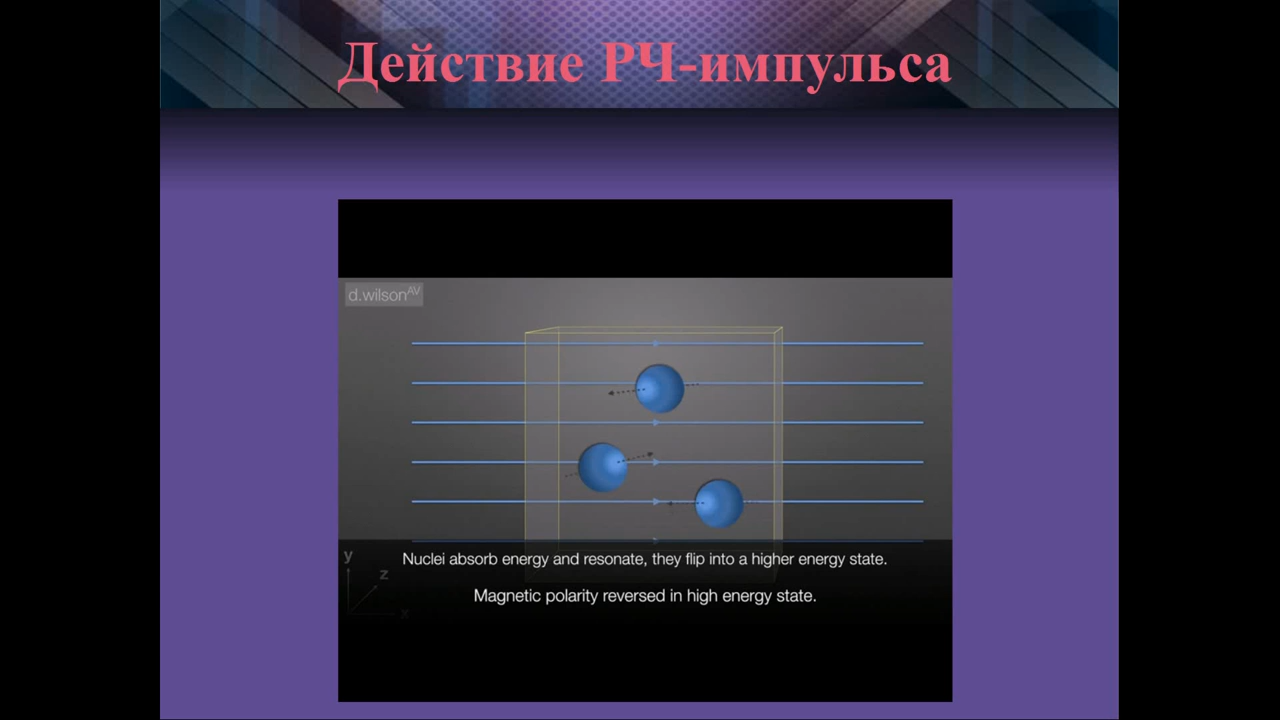 Действие РЧ-импульса
d.wilsonAV
y
z
x
Nuclei absorb energy and resonate, they flip into a higher energy state.
Magnetic polarity reversed in high energy state.